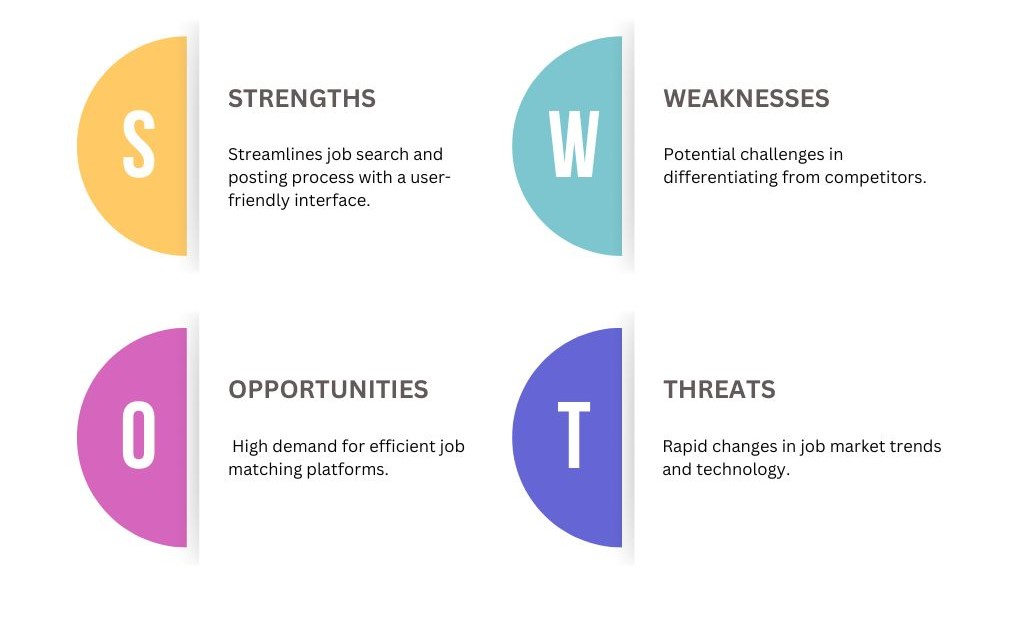 S
STRENGTHS
Streamlines job search and
posting process with a user-
friendly interface.
W
WEAKNESSES
Potential challenges in
differentiating from competitors.
O
OPPORTUNITIES
High demand for efficient job
matching platforms.
T
THREATS
Rapid changes in job market trends
and technology.